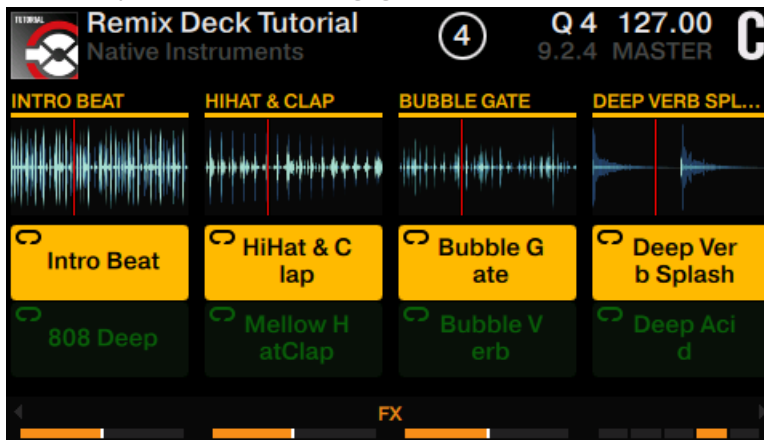 TUTORIAL
Remix Deck Tutorial
Native Instruments
4
Q 4 127.00
9.2.4 MASTER
C
INTRO BEAT HIHAT & CLAP BUBBLE GATE DEEP VERB SPL...
Intro Beat
HiHat & C
lap
Bubble G
ate
Deep Ver
b Splash
808 Deep
Mellow H
atClap
Bubble V
erb
Deep Aci
d
FX